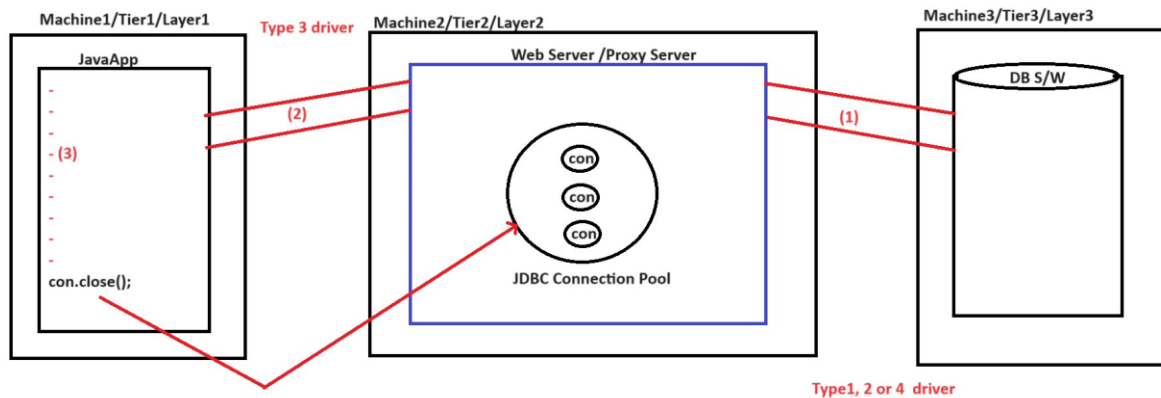 Machine1/Tier1/Layer1
Type 3 driver
Machine2/Tier2/Layer2
Machine3/Tier3/Layer3
JavaApp
Web Server /Proxy Server
DB S/W
(2)
(1)
(3)
con
con
con
con.close();
JDBC Connection Pool
Type1, 2 or 4 driver